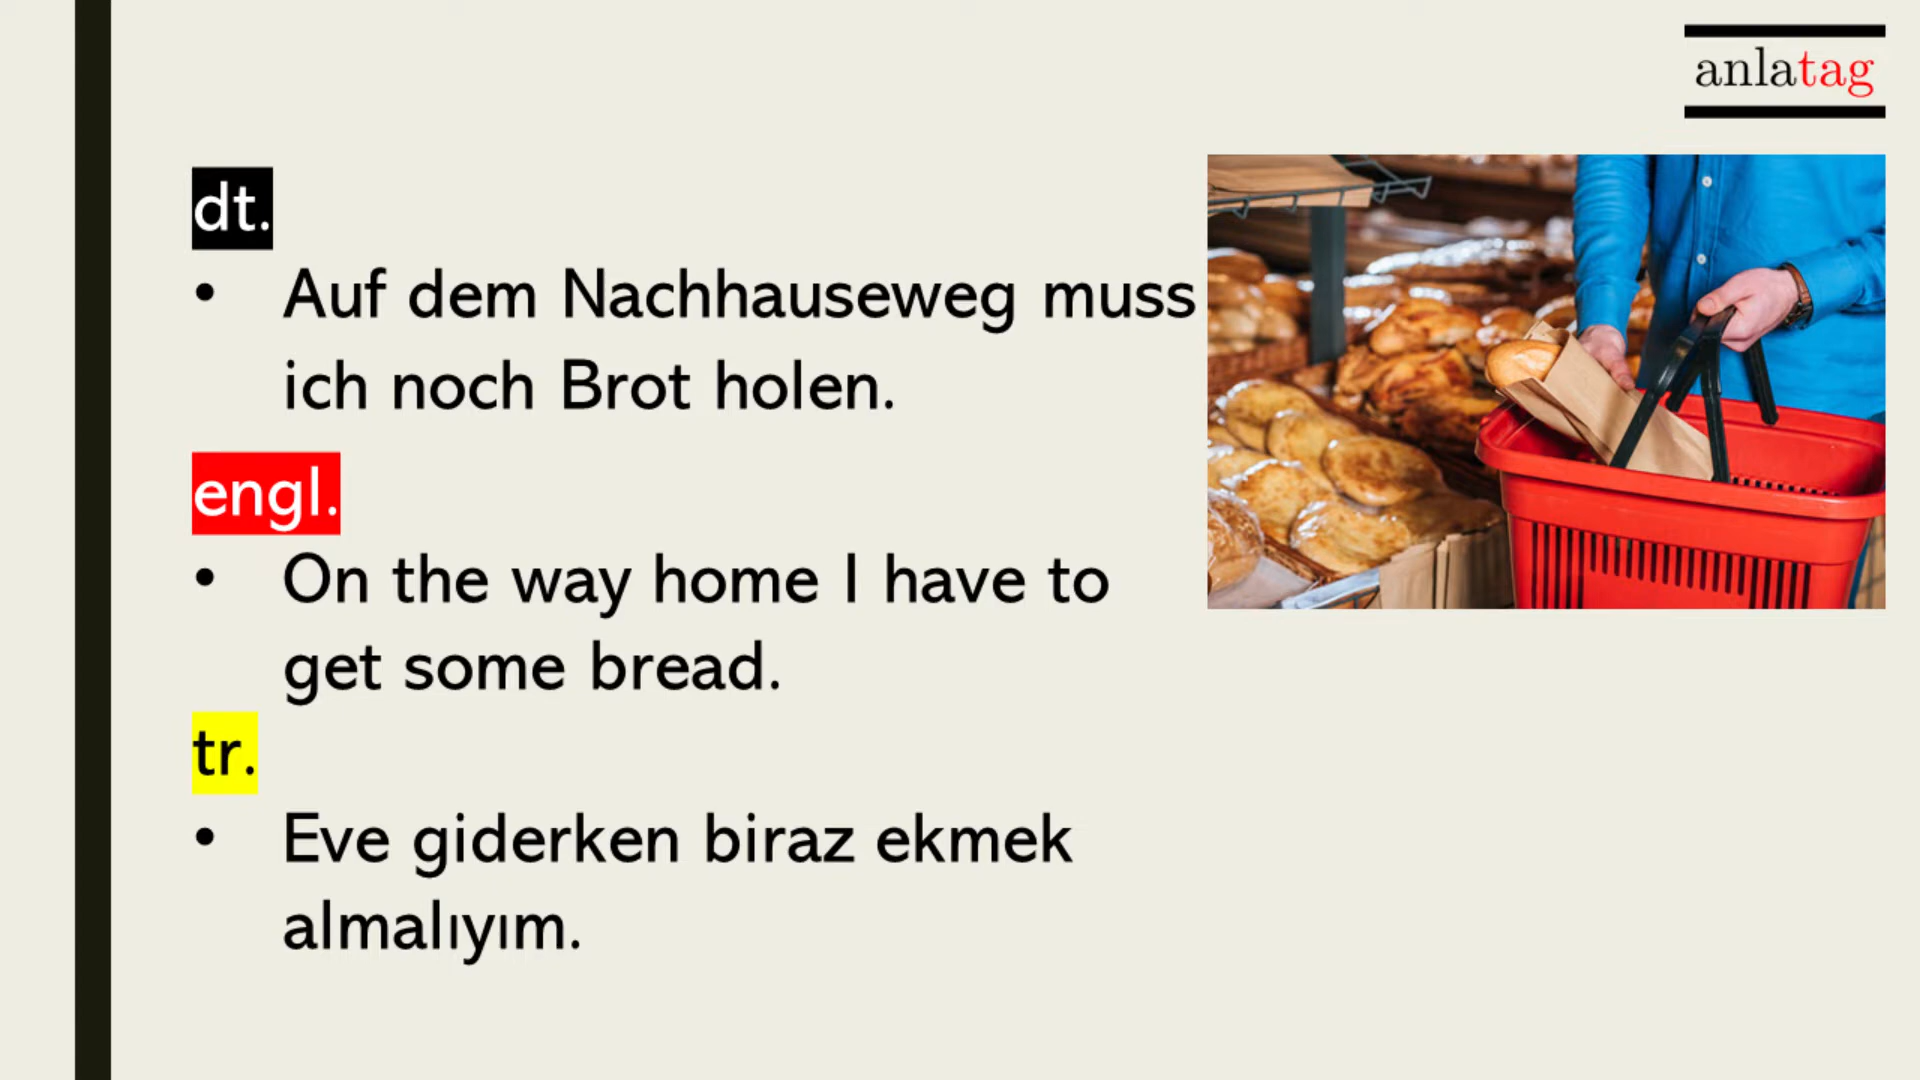 anlatag
dt.
• Auf dem Nachhauseweg muss
ich noch Brot holen.
engl.
• On the way home I have to
get some bread.
tr.
• Eve giderken biraz ekmek
almalıyım.